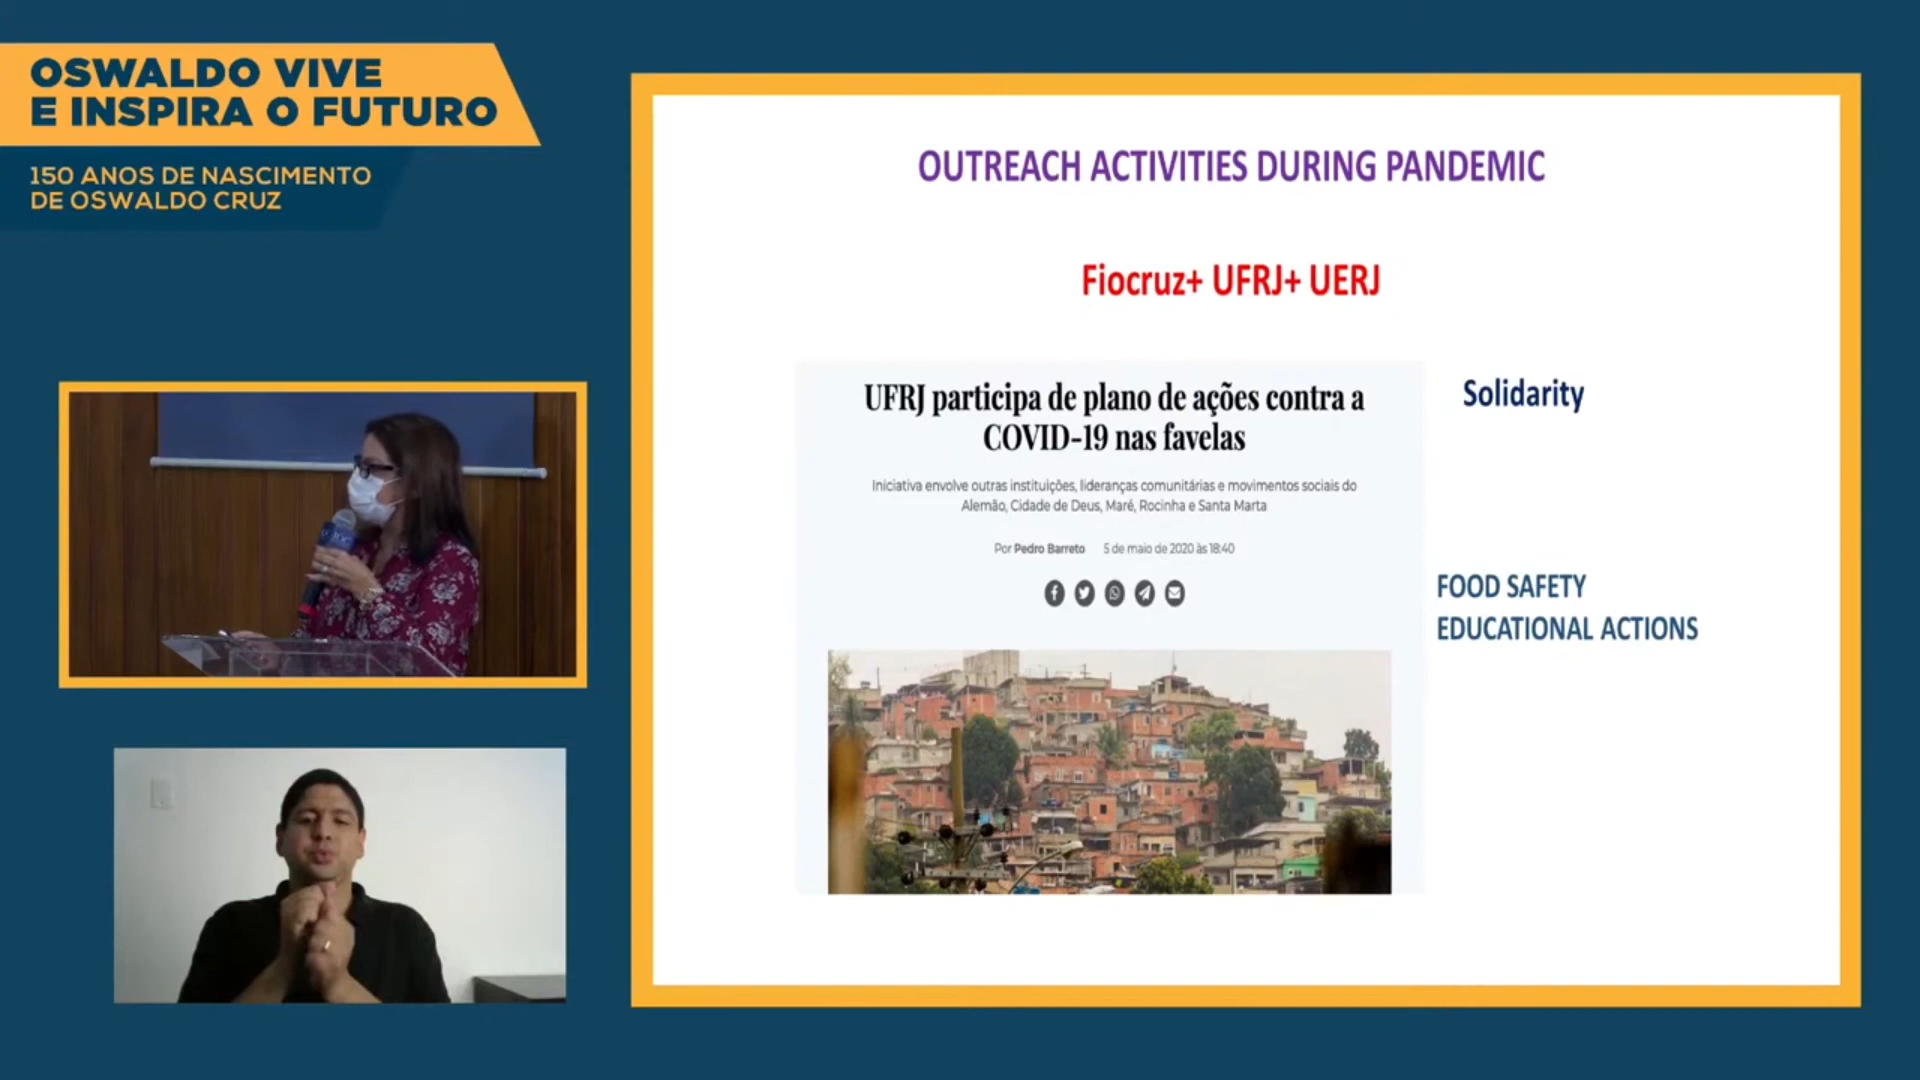 OSWALDO VIVE
E INSPIRA O FUTURO
150 ANOS DE NASCIMENTO
DE OSWALDO CRUZ
OUTREACH ACTIVITIES DURING PANDEMIC
Fiocruz+ UFRJ+ UERJ
UFRJ participa de plano de ações contra a
COVID-19 nas favelas
Iniciativa envolve outras instituições, lideranças comunitárias e movimentos sociais do
Alemão, Cidade de Deus, Maré, Rocinha e Santa Marta
Por Pedro Barreto 5 de maio de 2020 às 18:40
Solidarity
FOOD SAFETY
EDUCATIONAL ACTIONS